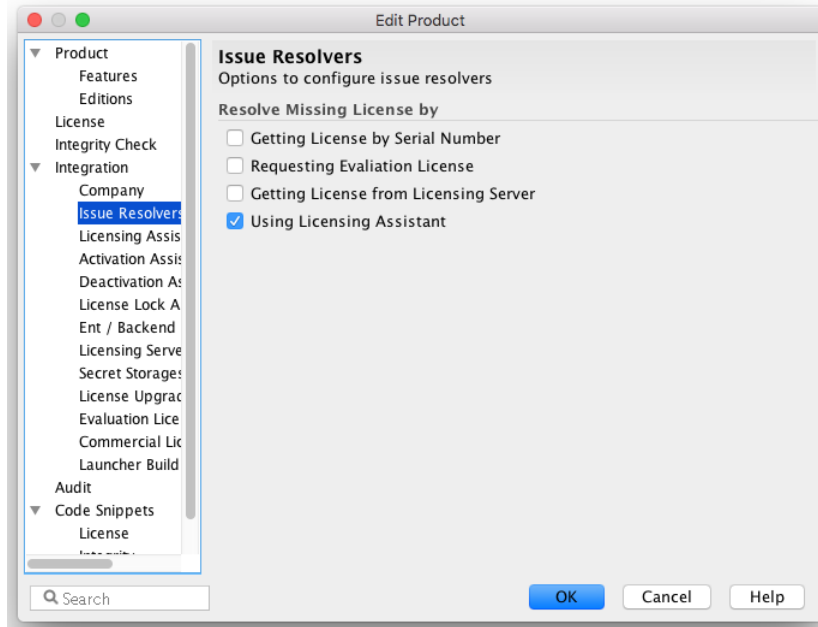 Edit Product
Product
Features
Editions
License
Integrity Check
Integration
Company
Issue Resolvers
Licensing Assis
Activation Assis
Deactivation As
License Lock A
Ent / Backend
Licensing Serve
Secret Storages
License Upgrad
Evaluation Lice
Commercial Lic
Launcher Build
Audit
Code Snippets
License
Search
Issue Resolvers
Options to configure issue resolvers
Resolve Missing License by
Getting License by Serial Number
Requesting Evaliation License
Getting License from Licensing Server
Using Licensing Assistant
OK
Cancel
Help